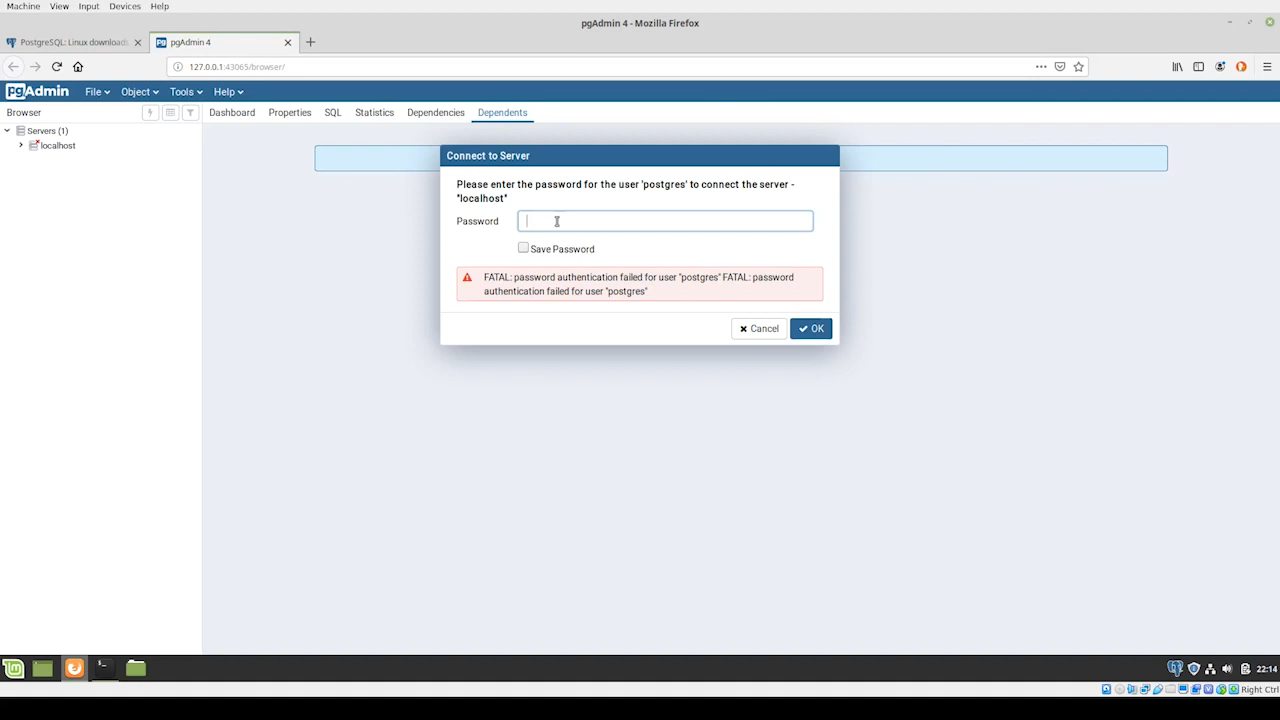 Machine View Input Devices Help
pgAdmin 4 - Mozilla Firefox
PostgreSQL: Linux downloads
pgAdmin 4
127.0.0.1:43065/browser/
pgAdmin File Object Tools Help
Browser Dashboard Properties SQL Statistics Dependencies Dependents
Servers (1)
localhost
Connect to Server
Please enter the password for the user 'postgres' to connect the server -
"localhost"
Password
Save Password
FATAL: password authentication failed for user "postgres" FATAL: password
authentication failed for user "postgres"
Cancel OK
22:14
Right Ctrl